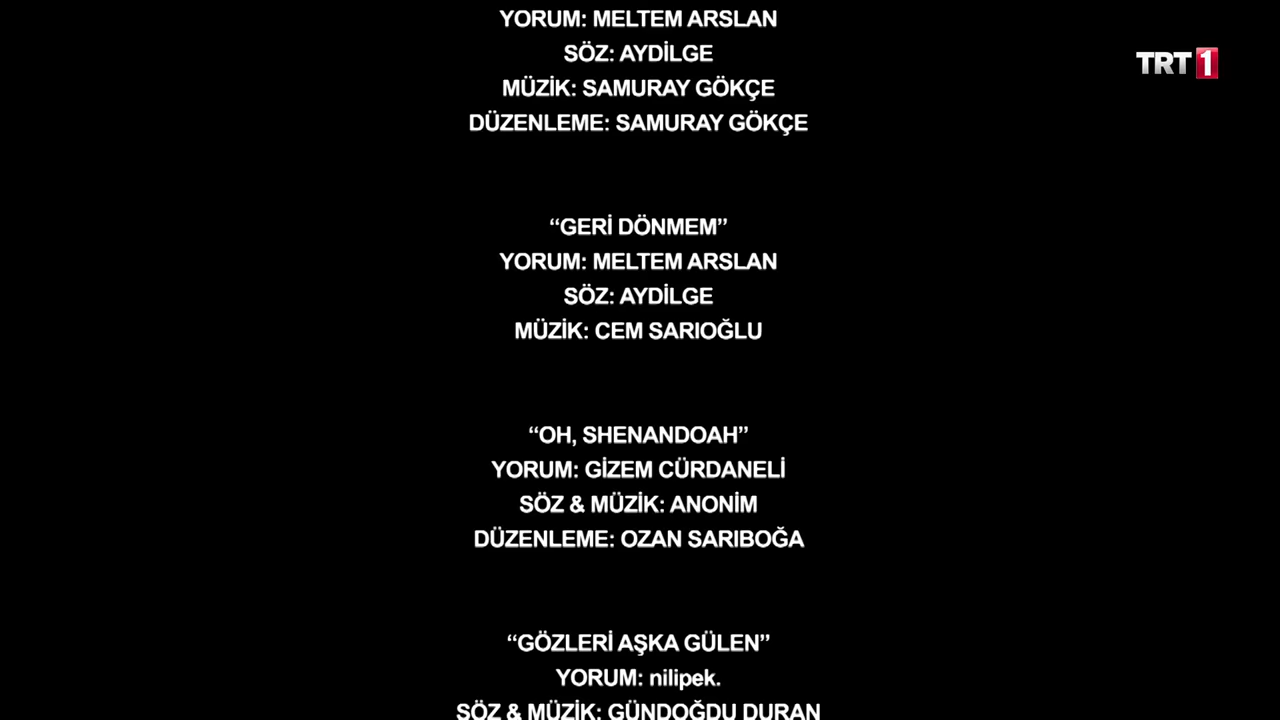 YORUM: MELTEM ARSLAN
TRT 1
SÖZ: AYDİLGE
MÜZİK: SAMURAY GÖKÇE
DÜZENLEME: SAMURAY GÖKÇE
“GERİ DÖNMEM”
YORUM: MELTEM ARSLAN
SÖZ: AYDİLGE
MÜZİK: CEM SARIOĞLU
“OH, SHENANDOAH”
YORUM: GİZEM CÜRDANELİ
SÖZ & MÜZİK: ANONİM
DÜZENLEME: OZAN SARIBOĞA
“GÖZLERİ AŞKA GÜLEN”
YORUM: nilipek.
SÖZ & MÜZİK: GÜNDOĞDU DURAN